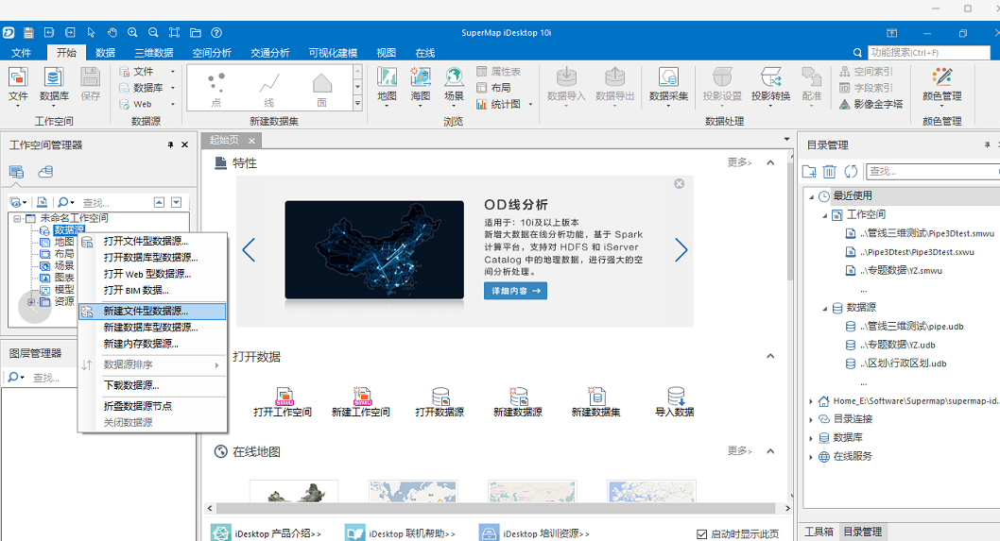 SuperMap iDesktop 10i
文件 开始 数据 三维数据 空间分析 交通分析 可视化建模 视图 在线
功能搜索(Ctrl+F)
文件 数据库 保存
工作空间
文件
数据库
Web
数据源
点 线 面
新建数据集
地图 海图 场景
属性表
布局
统计图
浏览
数据导入 数据导出 数据采集 投影设置 投影转换 配准
空间索引
字段索引
影像金字塔
数据处理
颜色管理
颜色管理
工作空间管理器
查找...
未命名工作空间
数据源
地图
布局
场景
图表
模型
资源
打开文件型数据源...
打开数据库型数据源...
打开 Web 型数据源...
打开 BIM 数据...
新建文件型数据源...
新建数据库型数据源...
新建内存数据源...
数据源排序
下载数据源...
折叠数据源节点
关闭数据源
图层管理器
查找...
起始页
特性
更多>
OD线分析
适用于: 10i及以上版本
新增大数据在线分析功能，基于 Spark
计算平台，支持对 HDFS 和 iServer
Catalog 中的地理数据，进行强大的空
间分析处理。
详细内容 →
打开数据
打开工作空间 新建工作空间 打开数据源 新建数据源 新建数据集 导入数据
在线地图
更多>
iDesktop 产品介绍>>
iDesktop 联机帮助>>
iDesktop 培训资源>>
启动时显示此页
目录管理
查找...
最近使用
工作空间
..\管线三维测试\Pipe3Dtest.smwu
..\Pipe3Dtest\Pipe3Dtest.sxwu
..\专题数据\YZ.smwu
...
数据源
..\管线三维测试\pipe.udb
..\专题数据\YZ.udb
..\区划\行政区划.udb
...
Home_E:\Software\Supermap\supermap-id...
目录连接
数据库
在线服务
工具箱 目录管理